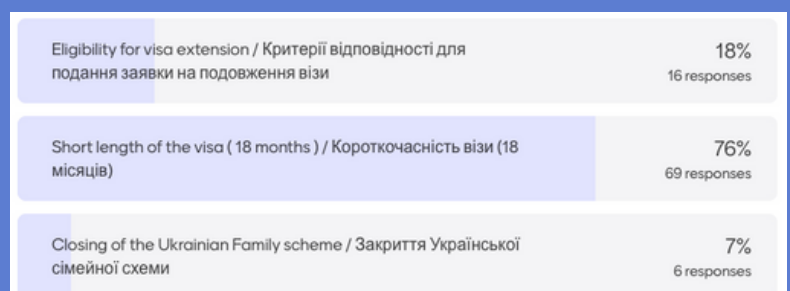 Eligibility for visa extension / Критерії відповідності для
подання заявки на подовження візи
18%
16 responses
Short length of the visa ( 18 months ) / Короткочасність візи (18
місяців)
76%
69 responses
Closing of the Ukrainian Family scheme / Закриття Української
сімейної схеми
7%
6 responses